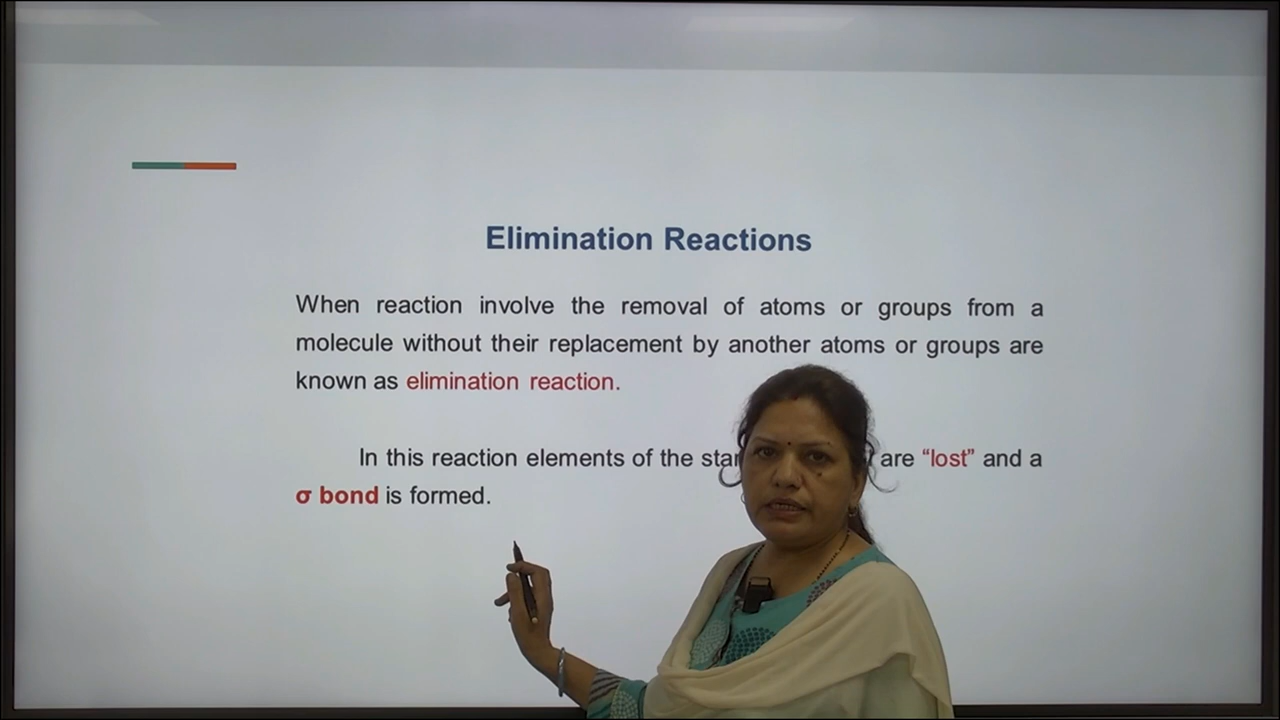 Elimination Reactions
When reaction involve the removal of atoms or groups from a
molecule without their replacement by another atoms or groups are
known as elimination reaction.
In this reaction elements of the are “lost” and a
σ bond is formed.